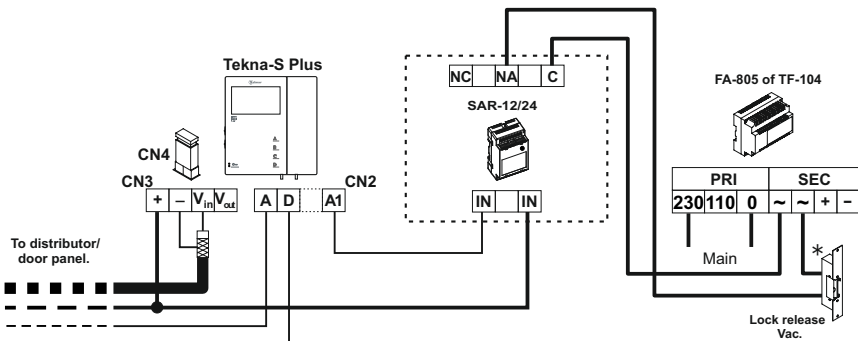 NC NA C
Tekna-S Plus
FA-805 of TF-104
SAR-12/24
A
B
C
D
CN4
PRI SEC
CN3
CN2
+ – Vin Vout
A D A1
IN IN
230 110 0 ~ ~ + –
To distributor/
door panel.
Main
*
Lock release
Vac.